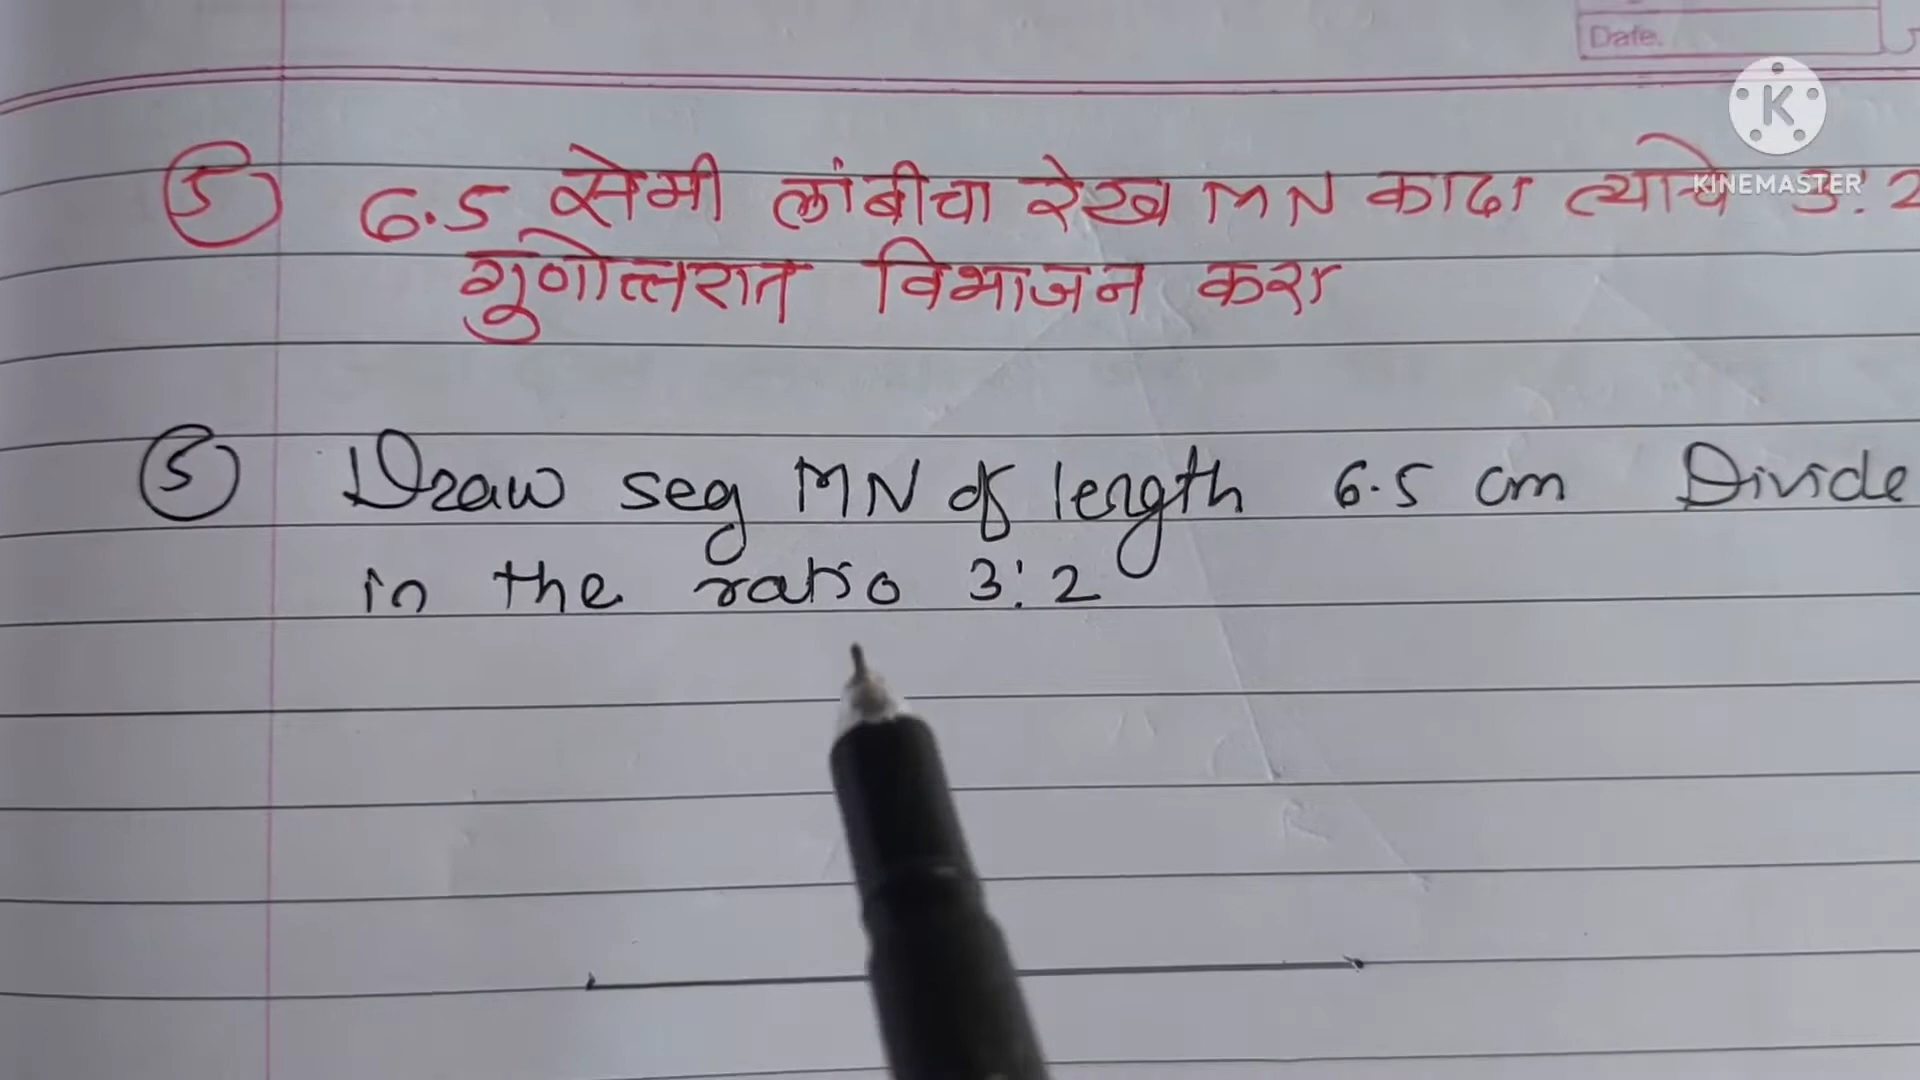 Date.
KINEMASTER
5 6.5 सेमी लांबीचा रेख MN काढा त्याचे 3:2
गुणोत्तरात विभाजन करा
5 Draw seg MN of length 6.5 cm Divide
in the ratio 3:2